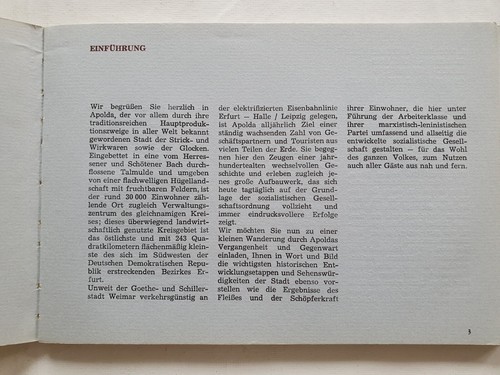 EINFÜHRUNG
Wir begrüßen Sie herzlich in
Apolda, der vor allem durch ihre
traditionsreichen Hauptproduk-
tionszweige in aller Welt bekannt
gewordenen Stadt der Strick- und
Wirkwaren sowie der Glocken.
Eingebettet in eine vom Herres-
sener und Schötener Bach durch-
flossene Talmulde und umgeben
von einer flachwelligen Hügelland-
schaft mit fruchtbaren Feldern, ist
der rund 30 000 Einwohner zäh-
lende Ort zugleich Verwaltungs-
zentrum des gleichnamigen Krei-
ses; dieses überwiegend landwirt-
schaftlich genutzte Kreisgebiet ist
das östlichste und mit 243 Qua-
dratkilometern flächenmäßig klein-
ste des sich im Südwesten der
Deutschen Demokratischen Repu-
blik erstreckenden Bezirkes Er-
furt.
Unweit der Goethe- und Schiller-
stadt Weimar verkehrsgünstig an
der elektrifizierten Eisenbahnlinie
Erfurt – Halle / Leipzig gelegen,
ist Apolda alljährlich Ziel einer
ständig wachsenden Zahl von Ge-
schäftspartnern und Touristen aus
vielen Teilen der Erde. Sie begeg-
nen hier den Zeugen einer jahr-
hundertealten wechselvollen Ge-
schichte und erleben zugleich je-
nes große Aufbauwerk, das sich
heute tagtäglich auf der Grund-
lage der sozialistischen Gesell-
schaftsordnung vollzieht und
immer eindrucksvollere Erfolge
zeigt.
Wir möchten Sie nun zu einer
kleinen Wanderung durch Apoldas
Vergangenheit und Gegenwart
einladen, Ihnen in Wort und Bild
die wichtigsten historischen Ent-
wicklungsetappen und Sehenswür-
digkeiten der Stadt ebenso vor-
stellen wie die Ergebnisse des
Fleißes und der Schöpferkraft
ihrer Einwohner, die hier unter
Führung der Arbeiterklasse und
ihrer marxistisch-leninistischen
Partei umfassend und allseitig die
entwickelte sozialistische Gesell-
schaft gestalten – für das Wohl
des ganzen Volkes, zum Nutzen
auch aller Gäste aus nah und fern.